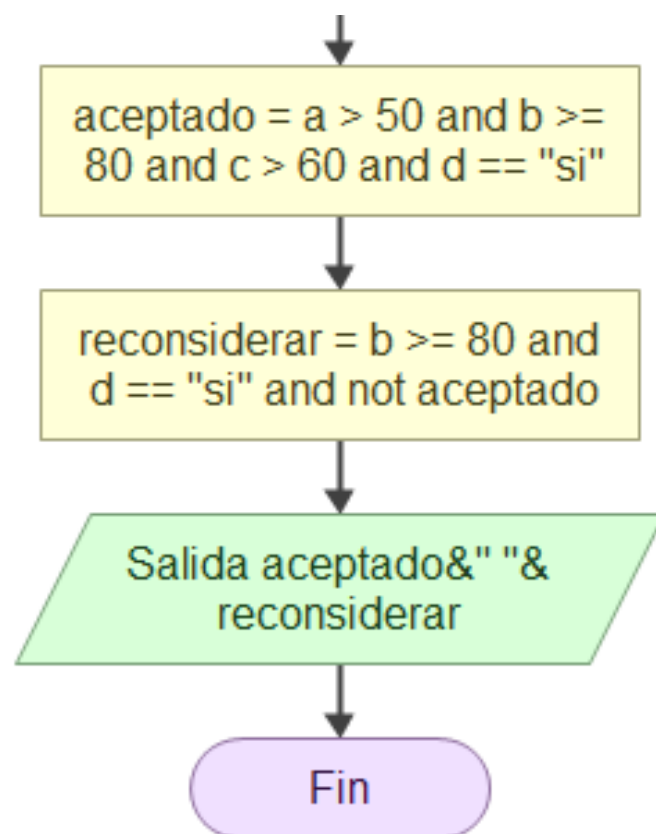 aceptado = a > 50 and b >=
80 and c > 60 and d == "si"
reconsiderar = b >= 80 and
d == "si" and not aceptado
Salida aceptado&" "&
reconsiderar
Fin